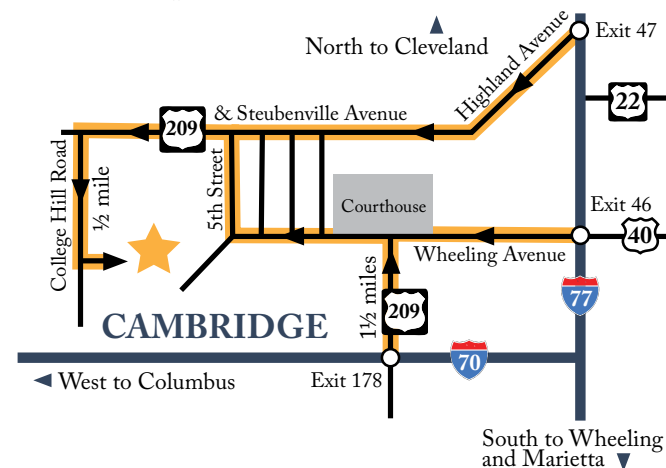 North to Cleveland
Highland Avenue
Exit 47
22
209
& Steubenville Avenue
College Hill Road
½ mile
5th Street
Courthouse
Exit 46
40
Wheeling Avenue
77
1½ miles
209
CAMBRIDGE
70
West to Columbus
Exit 178
South to Wheeling
and Marietta